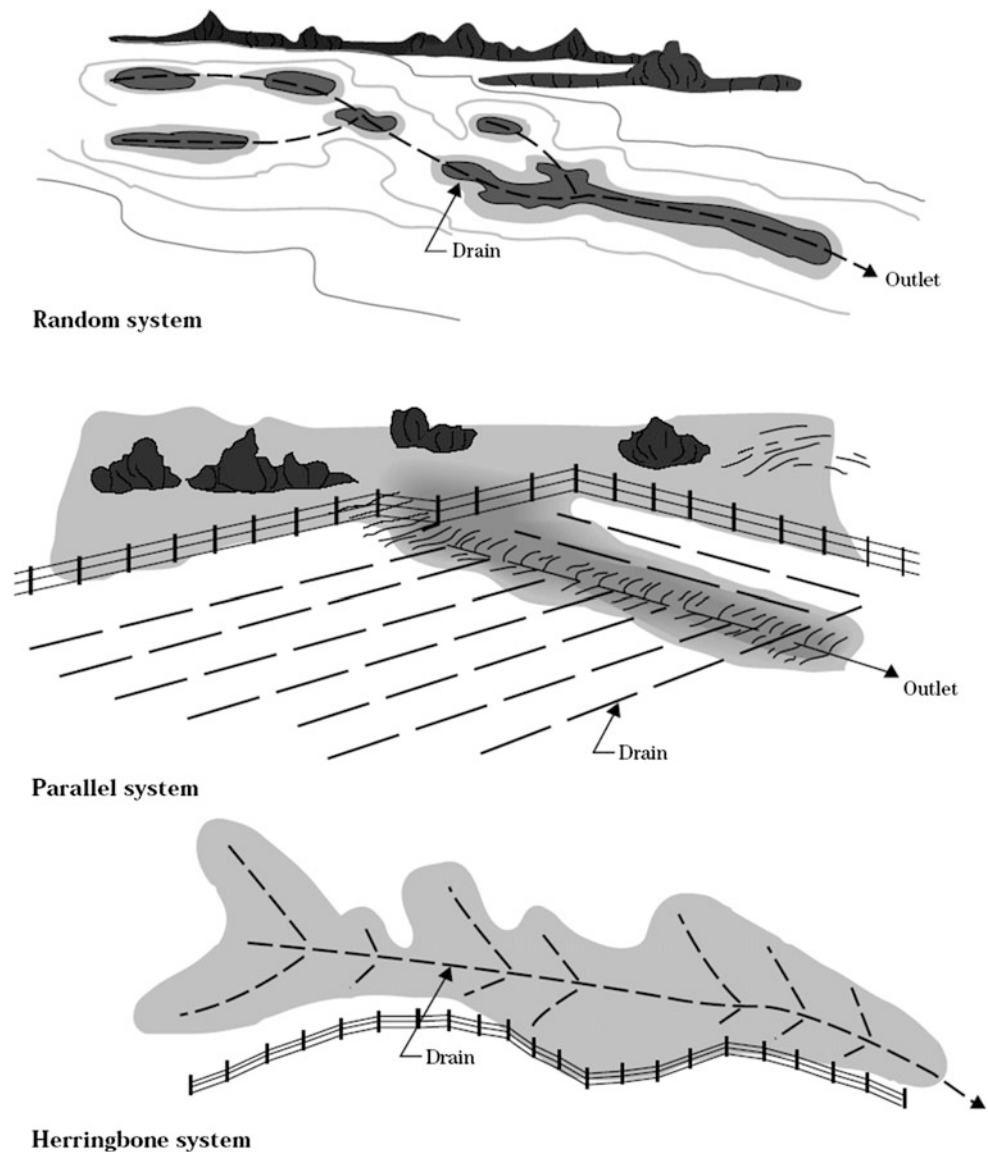 Drain
Outlet
Random system
Outlet
Drain
Parallel system
Drain
Herringbone system